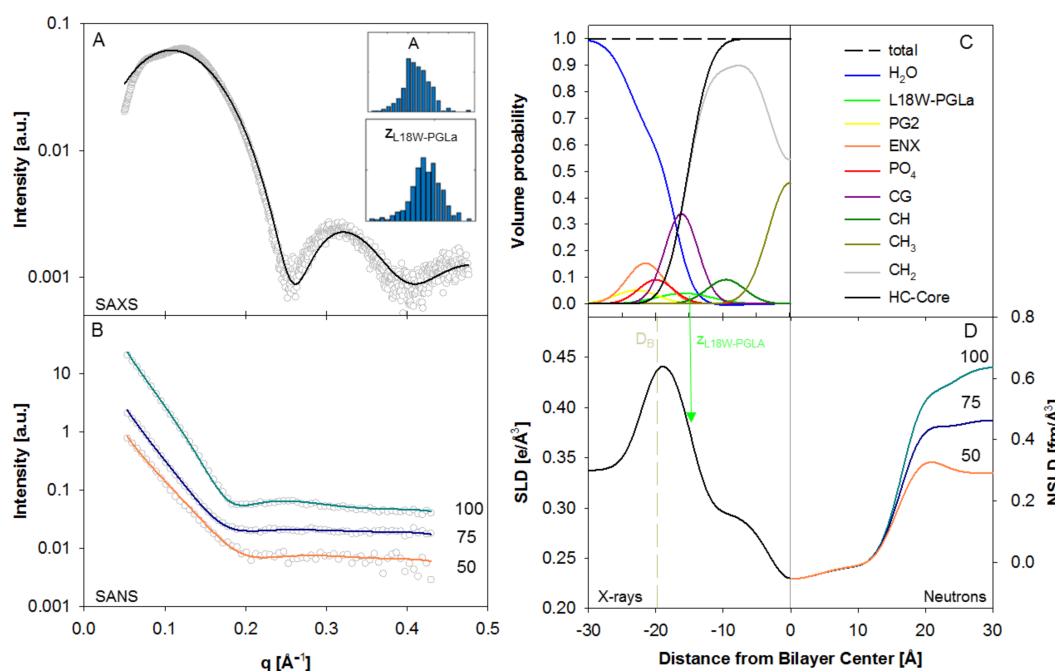 A
0.1
0.01
0.001
Intensity [a.u.]
SAXS
A
zL18W-PGLa
B
10
1
0.1
0.01
0.001
Intensity [a.u.]
100
75
50
SANS
0.0 0.1 0.2 0.3 0.4 0.5
q [Å-1]
C
1.0
0.9
0.8
0.7
0.6
0.5
0.4
0.3
0.2
0.1
0.0
Volume probability
total
H2O
L18W-PGLa
PG2
ENX
PO4
CG
CH
CH3
CH2
HC-Core
D
DB
zL18W-PGLA
0.45
0.40
0.35
0.30
0.25
0.20
SLD [e/Å3]
100
75
50
0.8
0.6
0.4
0.2
0.0
NSLD [fm/Å3]
X-rays
Neutrons
-30 -20 -10 0 10 20 30
Distance from Bilayer Center [Å]